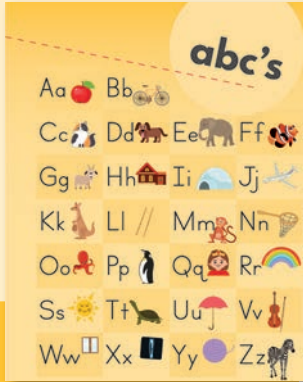 abc's
Aa Bb
Cc Dd Ee Ff
Gg Hh Ii Jj
Kk Ll Mm Nn
Oo Pp Qq Rr
Ss Tt Uu Vv
Ww Xx Yy Zz